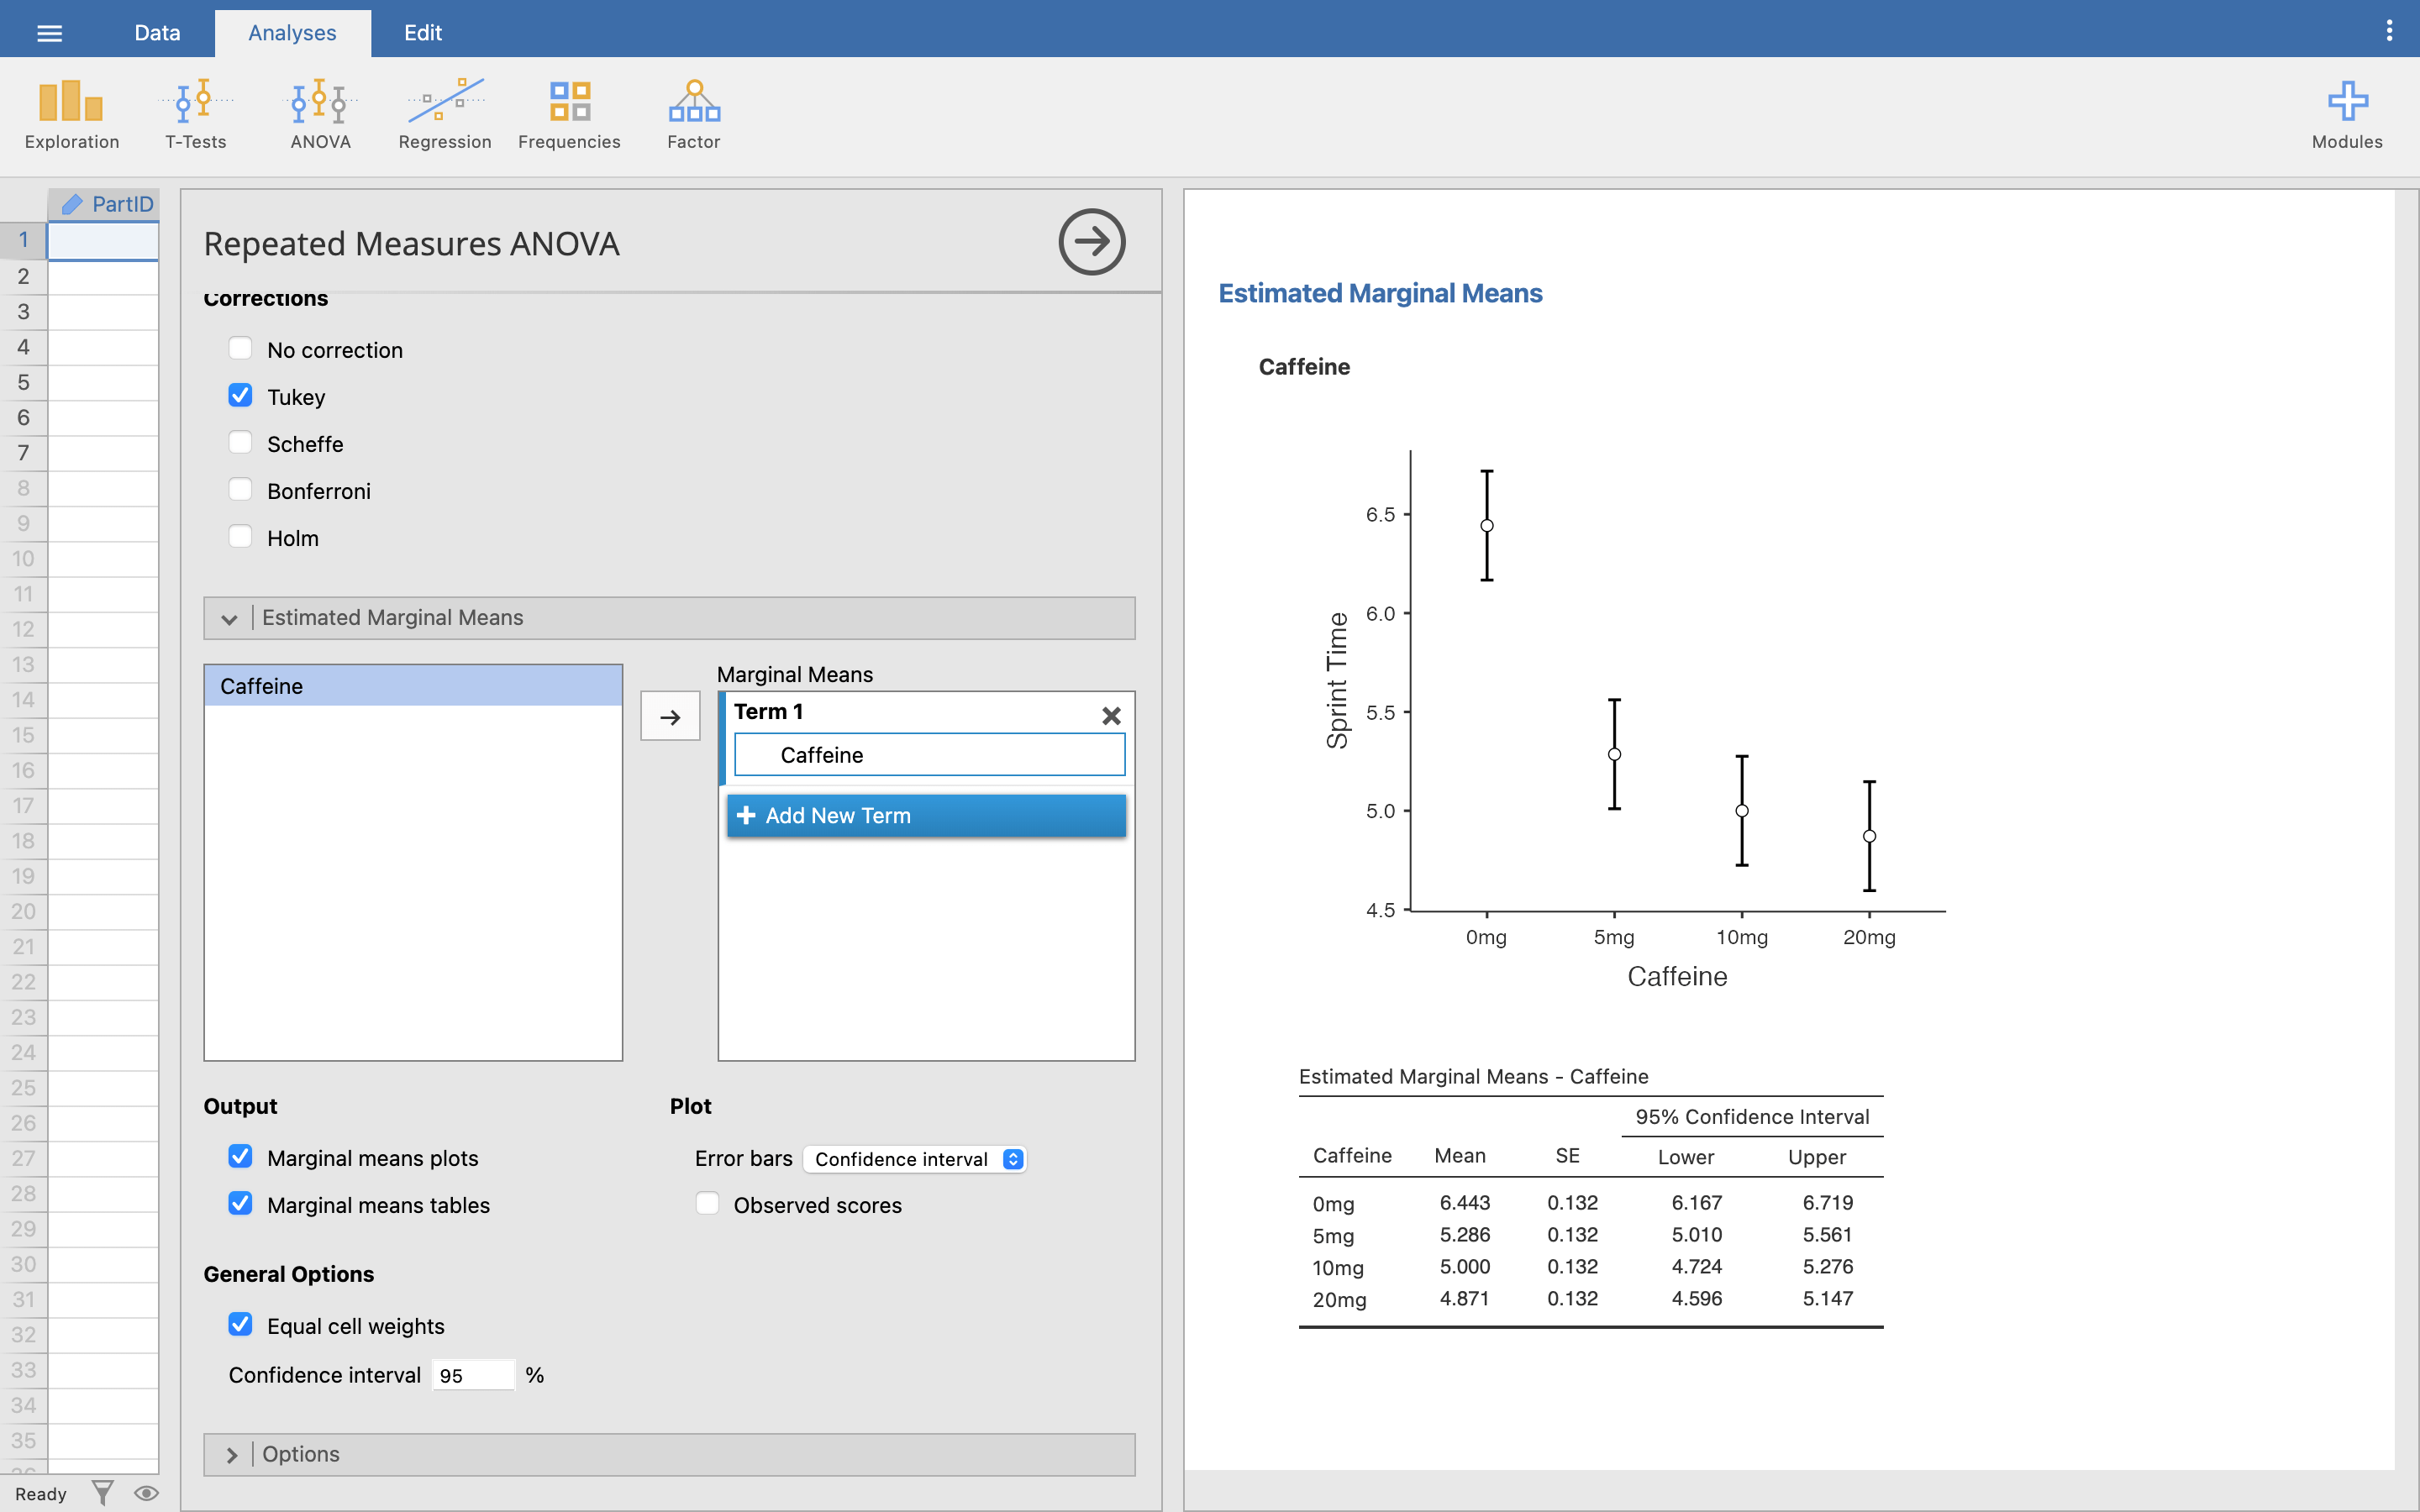 Data
Analyses
Edit
Exploration
T-Tests
ANOVA
Regression
Frequencies
Factor
Modules
PartID
1
2
3
4
5
6
7
8
9
10
11
12
13
14
15
16
17
18
19
20
21
22
23
24
25
26
27
28
29
30
31
32
33
34
35
Ready
Repeated Measures ANOVA
Corrections
No correction
Tukey
Scheffe
Bonferroni
Holm
Estimated Marginal Means
Caffeine
Marginal Means
Term 1
Caffeine
Add New Term
Output
Marginal means plots
Marginal means tables
Plot
Error bars Confidence interval
Observed scores
General Options
Equal cell weights
Confidence interval 95 %
Options
Estimated Marginal Means
Caffeine
6.5
6.0
5.5
5.0
4.5
Sprint Time
0mg 5mg 10mg 20mg
Caffeine
Estimated Marginal Means - Caffeine
95% Confidence Interval
Caffeine Mean SE Lower Upper
0mg 6.443 0.132 6.167 6.719
5mg 5.286 0.132 5.010 5.561
10mg 5.000 0.132 4.724 5.276
20mg 4.871 0.132 4.596 5.147